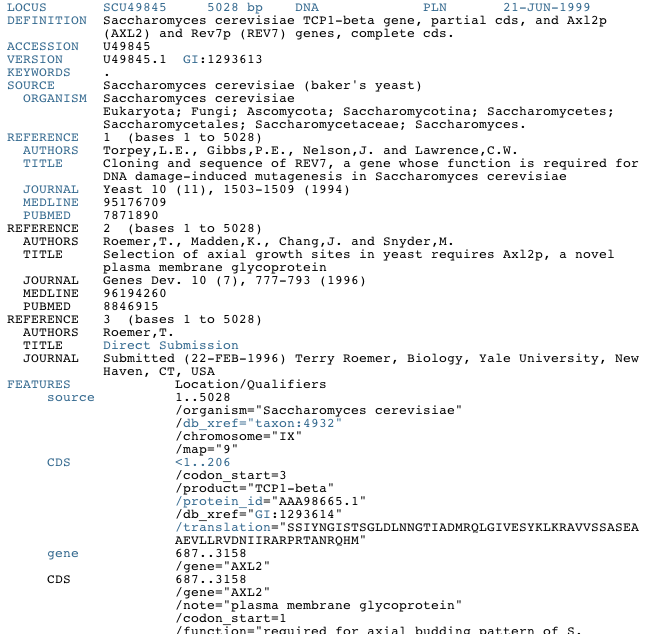 LOCUS       SCU49845     5028 bp    DNA             PLN       21-JUN-1999
DEFINITION  Saccharomyces cerevisiae TCP1-beta gene, partial cds, and Axl2p
            (AXL2) and Rev7p (REV7) genes, complete cds.
ACCESSION   U49845
VERSION     U49845.1  GI:1293613
KEYWORDS    .
SOURCE      Saccharomyces cerevisiae (baker's yeast)
  ORGANISM  Saccharomyces cerevisiae
            Eukaryota; Fungi; Ascomycota; Saccharomycotina; Saccharomycetes;
            Saccharomycetales; Saccharomycetaceae; Saccharomyces.
REFERENCE   1  (bases 1 to 5028)
  AUTHORS   Torpey,L.E., Gibbs,P.E., Nelson,J. and Lawrence,C.W.
  TITLE     Cloning and sequence of REV7, a gene whose function is required for
            DNA damage-induced mutagenesis in Saccharomyces cerevisiae
  JOURNAL   Yeast 10 (11), 1503-1509 (1994)
  MEDLINE   95176709
  PUBMED    7871890
REFERENCE   2  (bases 1 to 5028)
  AUTHORS   Roemer,T., Madden,K., Chang,J. and Snyder,M.
  TITLE     Selection of axial growth sites in yeast requires Axl2p, a novel
            plasma membrane glycoprotein
  JOURNAL   Genes Dev. 10 (7), 777-793 (1996)
  MEDLINE   96194260
  PUBMED    8846915
REFERENCE   3  (bases 1 to 5028)
  AUTHORS   Roemer,T.
  TITLE     Direct Submission
  JOURNAL   Submitted (22-FEB-1996) Terry Roemer, Biology, Yale University, New
            Haven, CT, USA
FEATURES             Location/Qualifiers
     source          1..5028
                     /organism="Saccharomyces cerevisiae"
                     /db_xref="taxon:4932"
                     /chromosome="IX"
                     /map="9"
     CDS             <1..206
                     /codon_start=3
                     /product="TCP1-beta"
                     /protein_id="AAA98665.1"
                     /db_xref="GI:1293614"
                     /translation="SSIYNGISTSGLDLNNGTIADMRQLGIVESYKLKRAVVSSASEA
                     AEVLLRVDNIIRARPRTANRQHM"
     gene            687..3158
                     /gene="AXL2"
     CDS             687..3158
                     /gene="AXL2"
                     /note="plasma membrane glycoprotein"
                     /codon_start=1
                     /function="required for axial budding pattern of S.